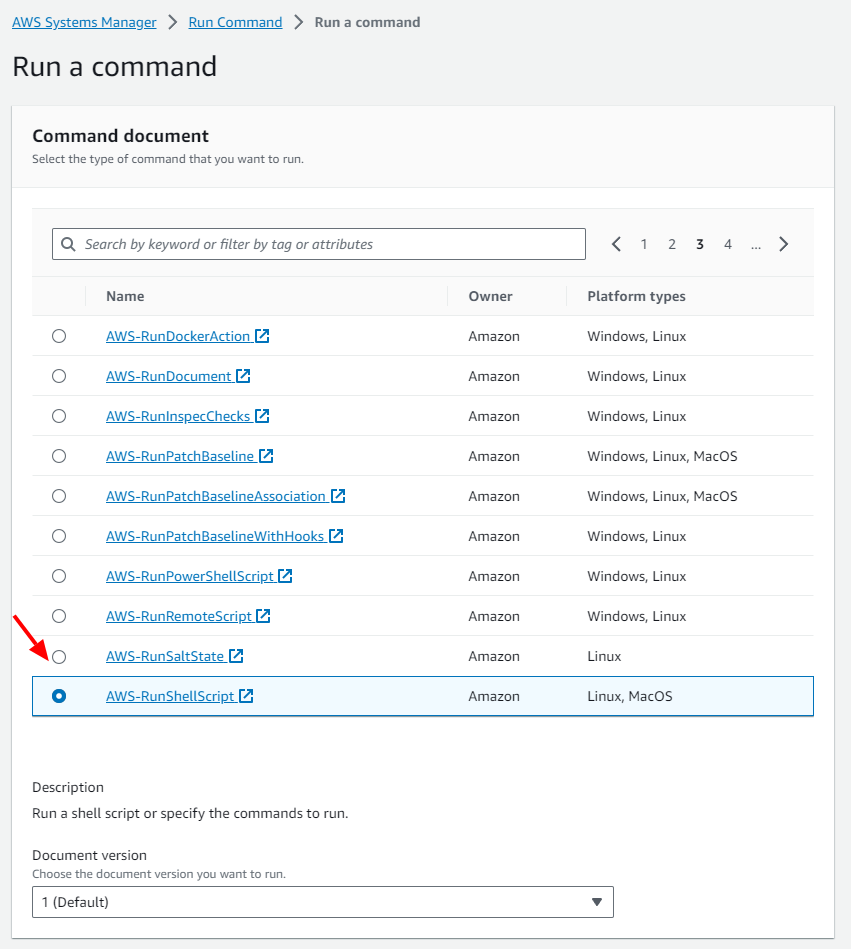 AWS Systems Manager > Run Command > Run a command
Run a command
Command document
Select the type of command that you want to run.
Search by keyword or filter by tag or attributes < 1 2 3 4 ... >
Name Owner Platform types
AWS-RunDockerAction Amazon Windows, Linux
AWS-RunDocument Amazon Windows, Linux
AWS-RunInspecChecks Amazon Windows, Linux
AWS-RunPatchBaseline Amazon Windows, Linux, MacOS
AWS-RunPatchBaselineAssociation Amazon Windows, Linux, MacOS
AWS-RunPatchBaselineWithHooks Amazon Windows, Linux
AWS-RunPowerShellScript Amazon Windows, Linux
AWS-RunRemoteScript Amazon Windows, Linux
AWS-RunSaltState Amazon Linux
AWS-RunShellScript Amazon Linux, MacOS
Description
Run a shell script or specify the commands to run.
Document version
Choose the document version you want to run.
1 (Default)